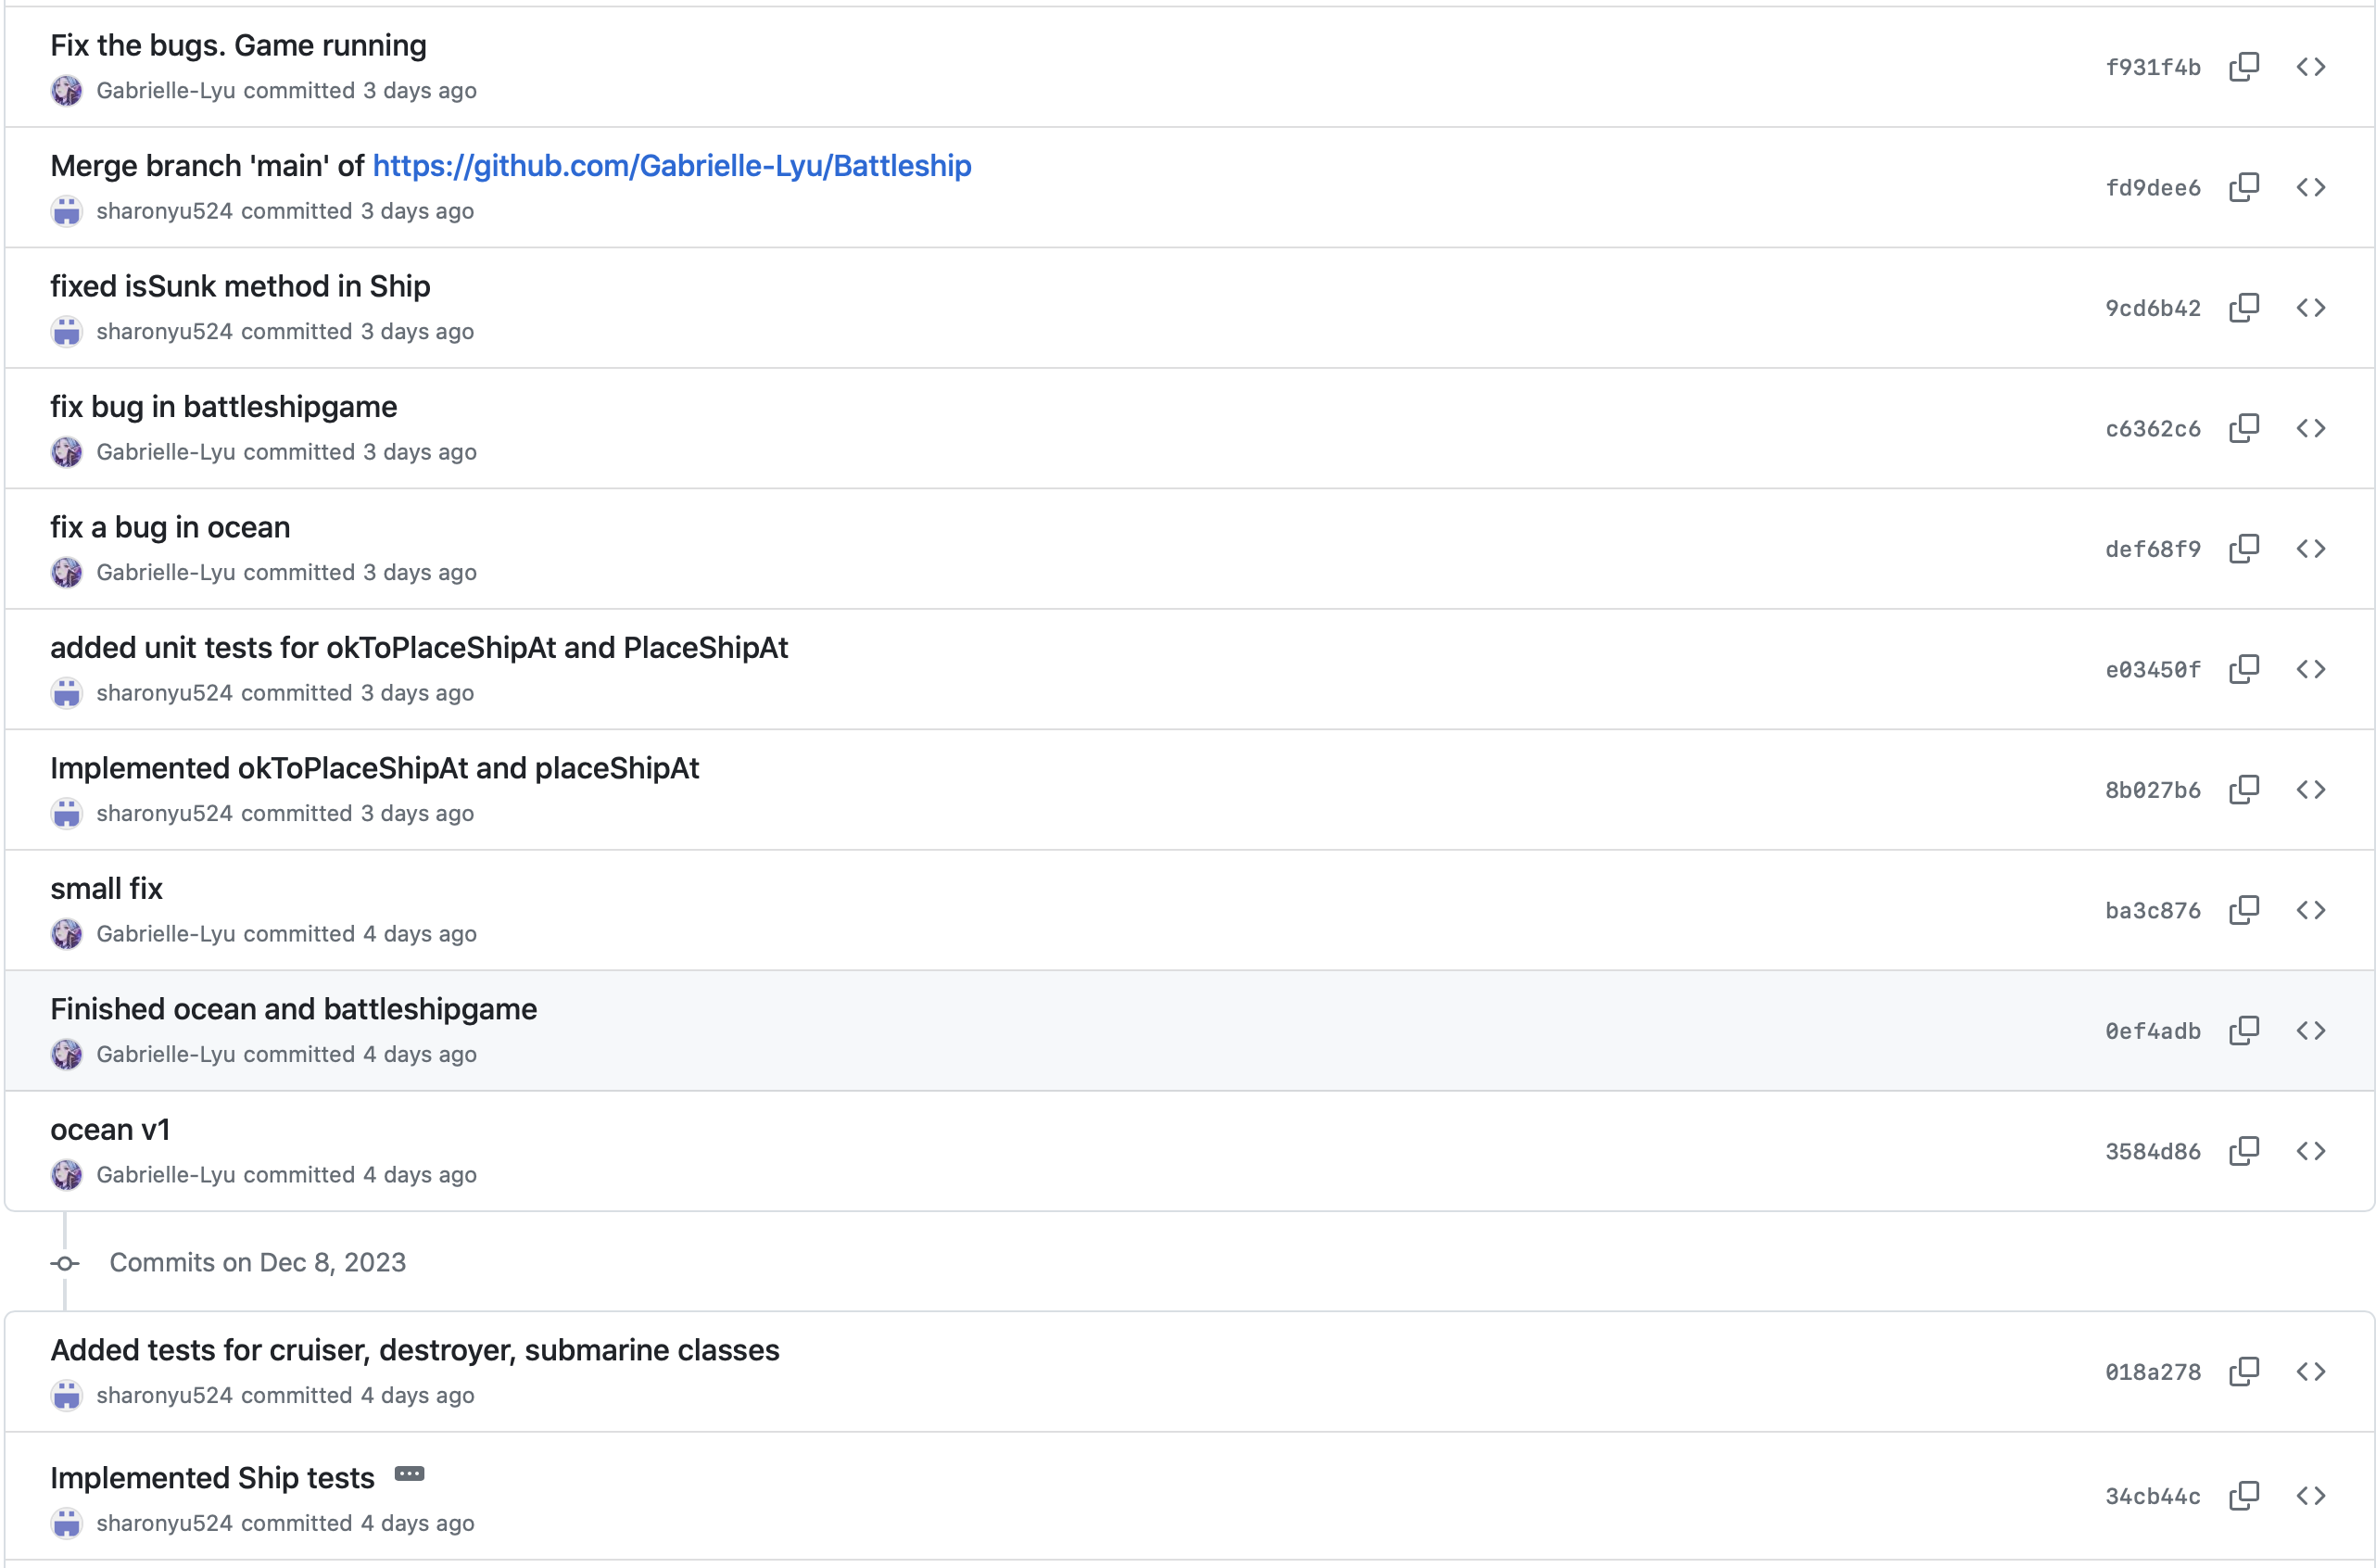 Fix the bugs. Game running
f931f4b
Gabrielle-Lyu committed 3 days ago
Merge branch 'main' of https://github.com/Gabrielle-Lyu/Battleship
fd9dee6
sharonyu524 committed 3 days ago
fixed isSunk method in Ship
9cd6b42
sharonyu524 committed 3 days ago
fix bug in battleshipgame
c6362c6
Gabrielle-Lyu committed 3 days ago
fix a bug in ocean
def68f9
Gabrielle-Lyu committed 3 days ago
added unit tests for okToPlaceShipAt and PlaceShipAt
e03450f
sharonyu524 committed 3 days ago
Implemented okToPlaceShipAt and placeShipAt
8b027b6
sharonyu524 committed 3 days ago
small fix
ba3c876
Gabrielle-Lyu committed 4 days ago
Finished ocean and battleshipgame
0ef4adb
Gabrielle-Lyu committed 4 days ago
ocean v1
3584d86
Gabrielle-Lyu committed 4 days ago
Commits on Dec 8, 2023
Added tests for cruiser, destroyer, submarine classes
018a278
sharonyu524 committed 4 days ago
Implemented Ship tests
34cb44c
sharonyu524 committed 4 days ago